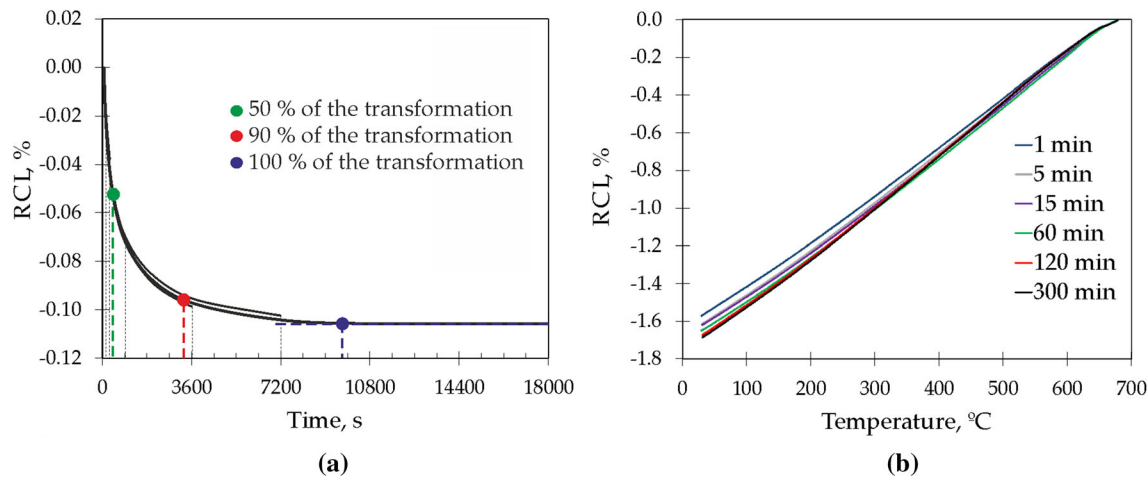 0.02
0.00
-0.02
-0.04
-0.06
-0.08
-0.10
-0.12
RCL, %
50 % of the transformation
90 % of the transformation
100 % of the transformation
0 3600 7200 10800 14400 18000
Time, s
(a)
0.0
-0.2
-0.4
-0.6
-0.8
-1.0
-1.2
-1.4
-1.6
-1.8
RCL, %
1 min
5 min
15 min
60 min
120 min
300 min
0 100 200 300 400 500 600 700
Temperature, ºC
(b)